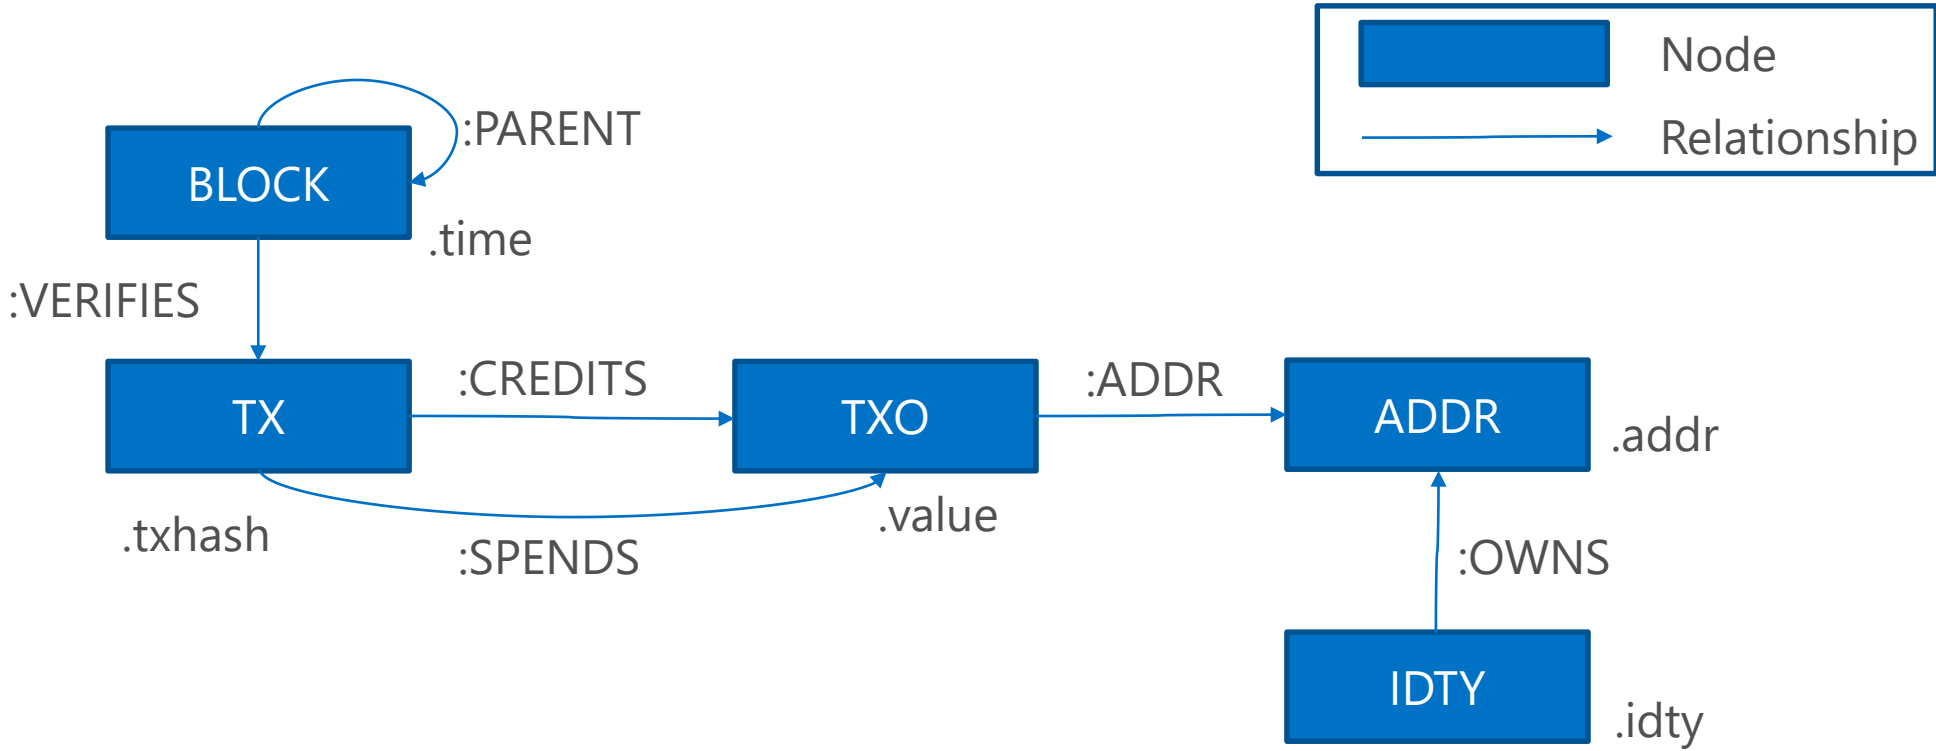 Node
Relationship
:PARENT
BLOCK
.time
:VERIFIES
TX
:CREDITS
TXO
:ADDR
ADDR
.addr
.txhash
:SPENDS
.value
:OWNS
IDTY
.idty